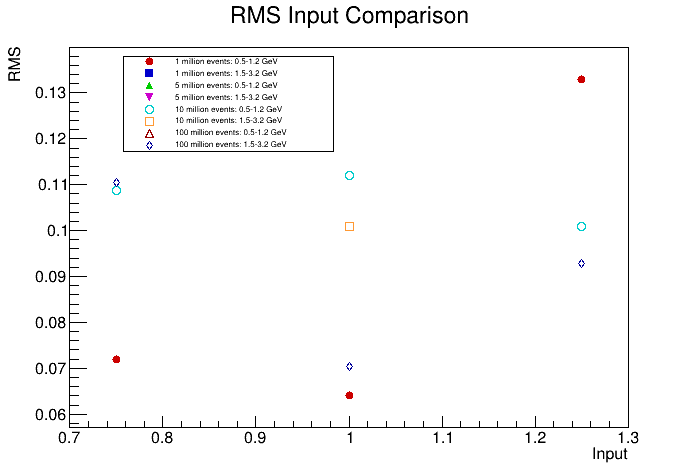 RMS Input Comparison
RMS
1 million events: 0.5-1.2 GeV
1 million events: 1.5-3.2 GeV
5 million events: 0.5-1.2 GeV
5 million events: 1.5-3.2 GeV
10 million events: 0.5-1.2 GeV
10 million events: 1.5-3.2 GeV
100 million events: 0.5-1.2 GeV
100 million events: 1.5-3.2 GeV
0.13
0.12
0.11
0.1
0.09
0.08
0.07
0.06
0.7 0.8 0.9 1 1.1 1.2 1.3
Input